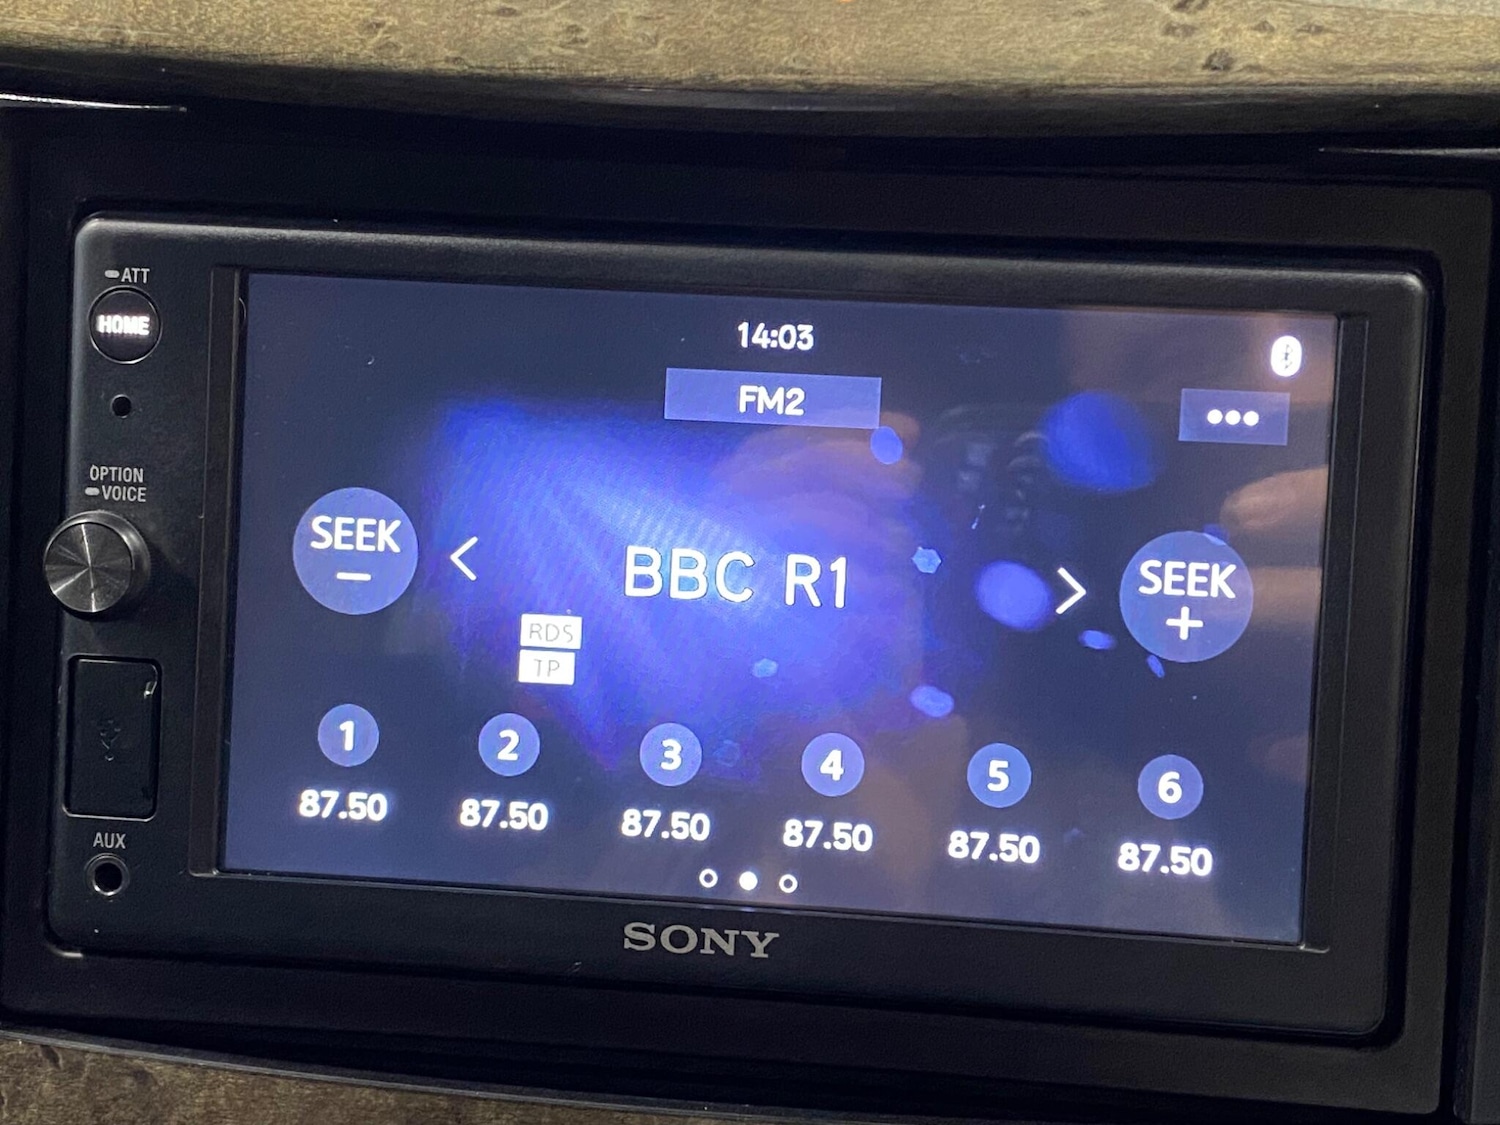 ATT
HOME
OPTION
VOICE
AUX
14:03
FM2
SEEK
−
<
BBC R1
>
SEEK
+
RDS
TP
1 2 3 4 5 6
87.50 87.50 87.50 87.50 87.50 87.50
SONY